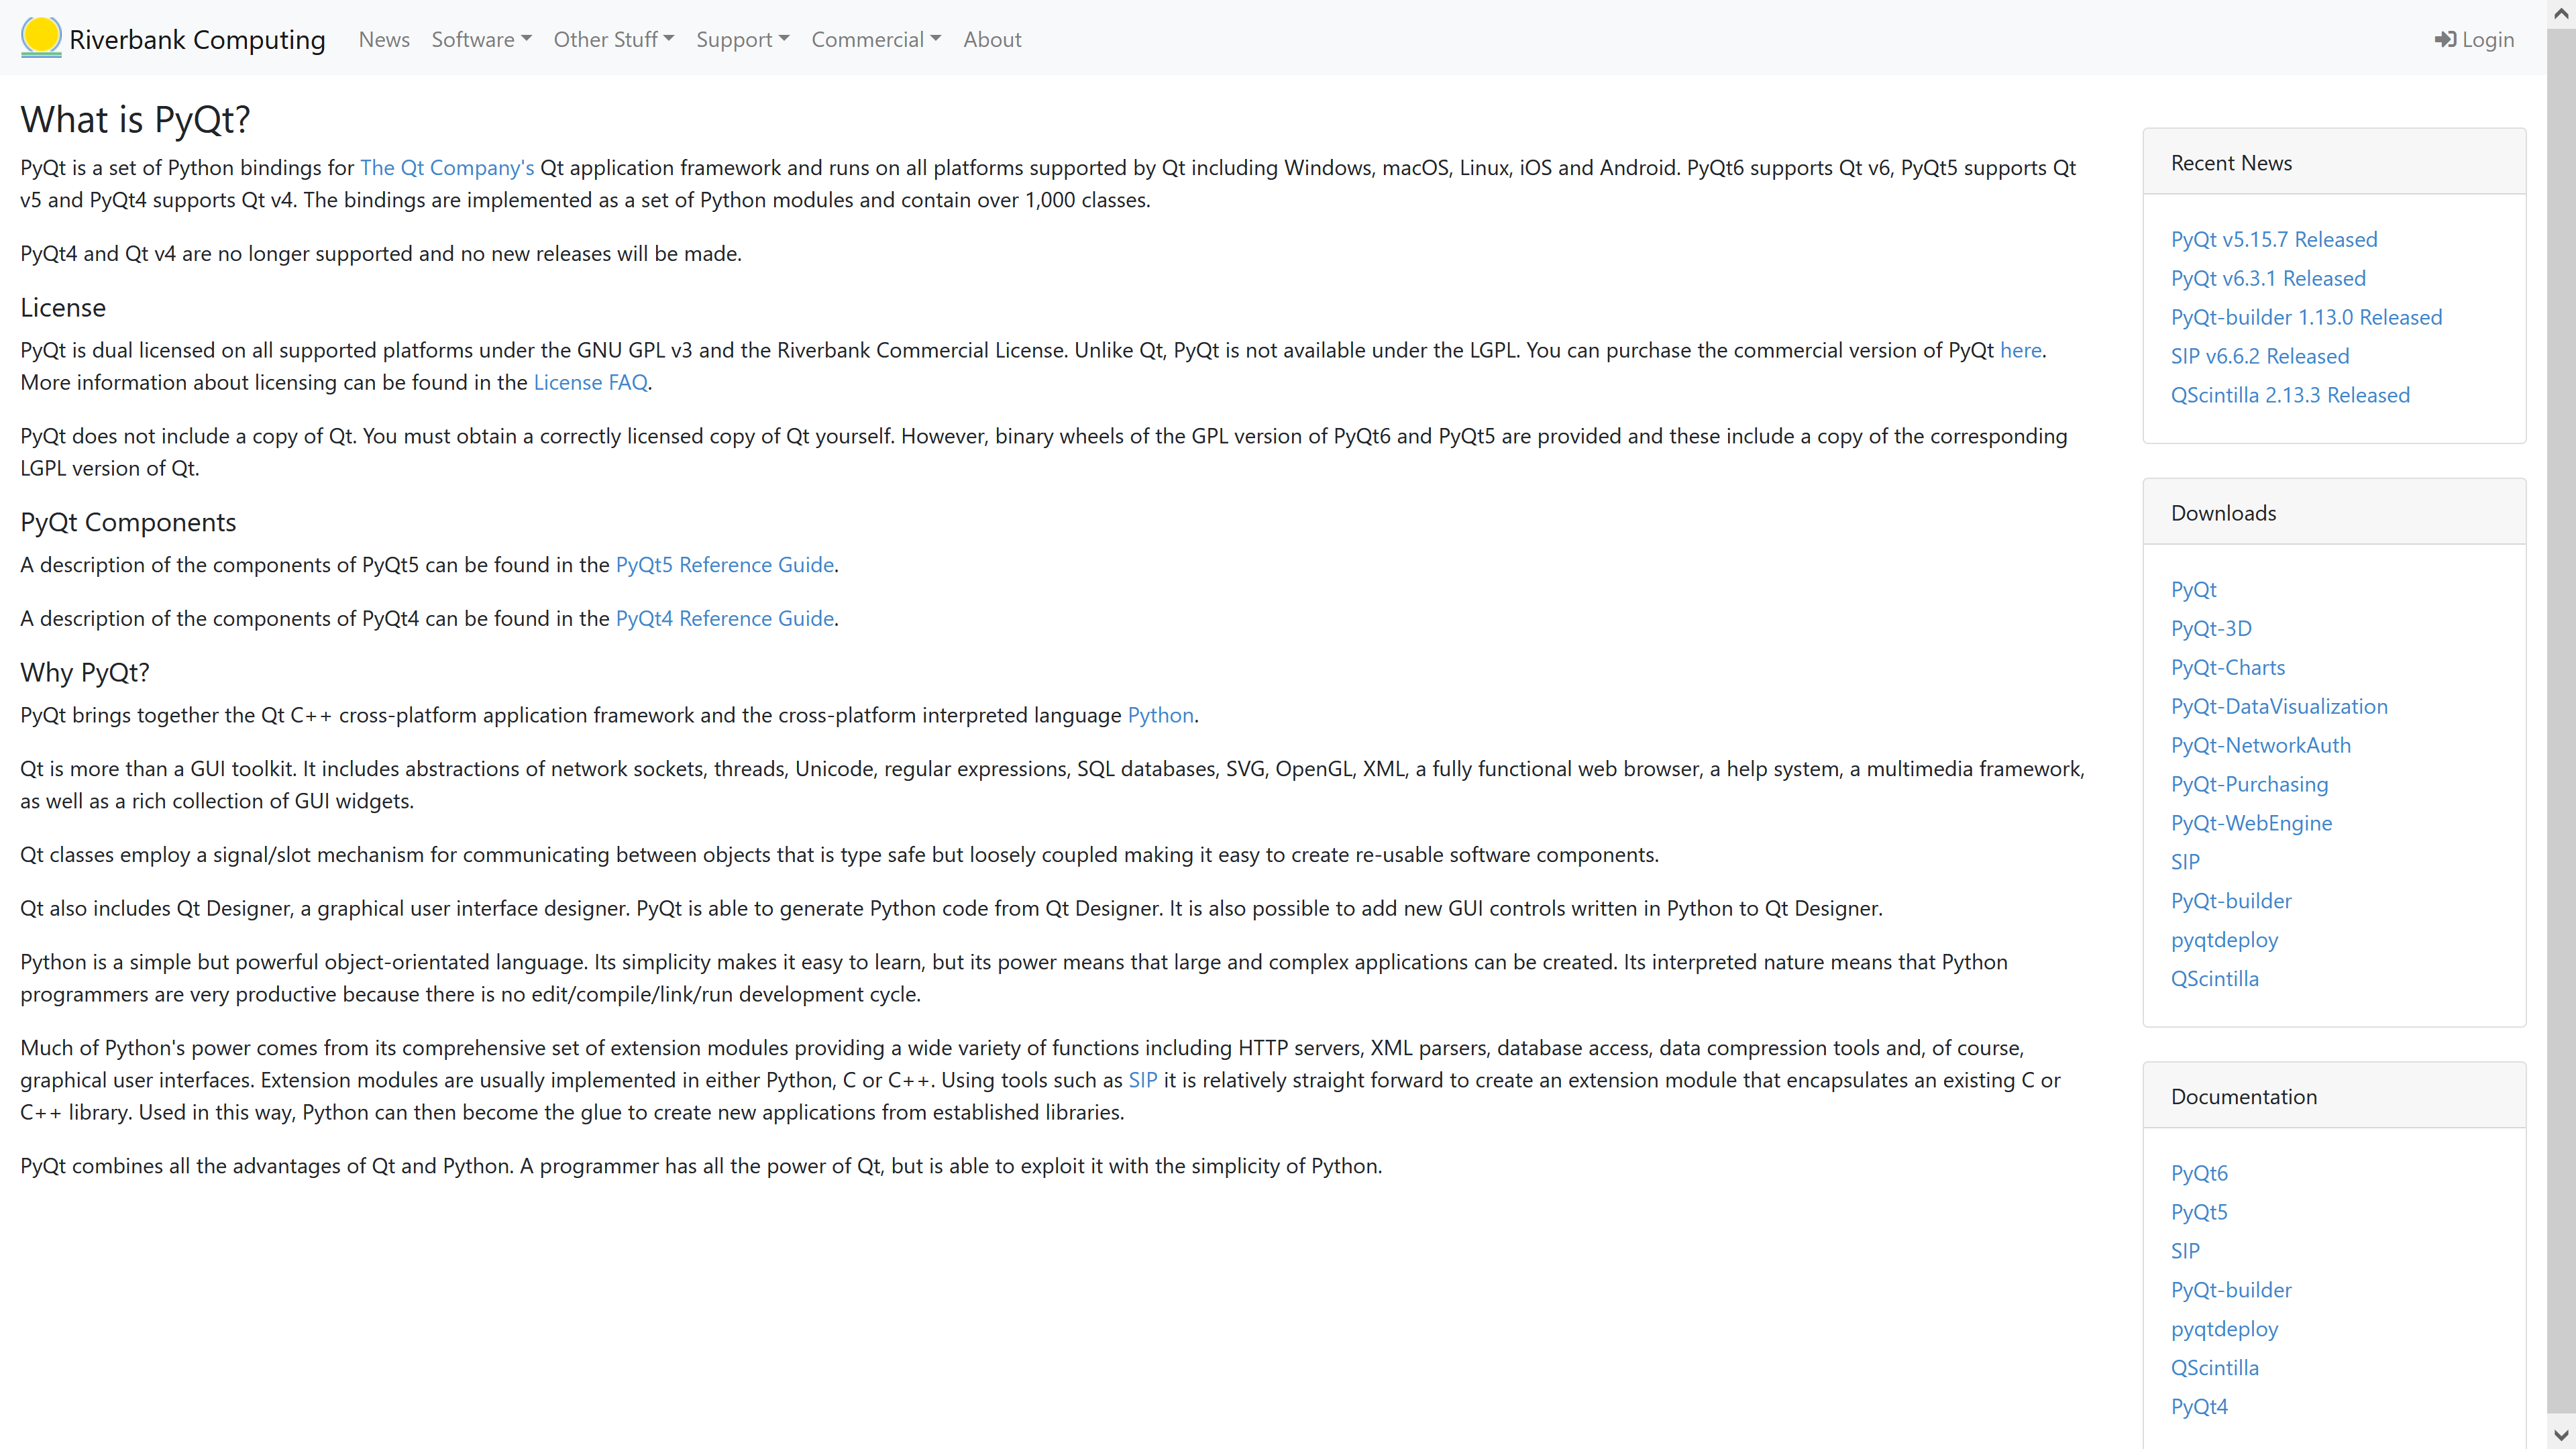 Riverbank Computing News Software Other Stuff Support Commercial About Login
What is PyQt?
PyQt is a set of Python bindings for The Qt Company's Qt application framework and runs on all platforms supported by Qt including Windows, macOS, Linux, iOS and Android. PyQt6 supports Qt v6, PyQt5 supports Qt
v5 and PyQt4 supports Qt v4. The bindings are implemented as a set of Python modules and contain over 1,000 classes.
PyQt4 and Qt v4 are no longer supported and no new releases will be made.
License
PyQt is dual licensed on all supported platforms under the GNU GPL v3 and the Riverbank Commercial License. Unlike Qt, PyQt is not available under the LGPL. You can purchase the commercial version of PyQt here.
More information about licensing can be found in the License FAQ.
PyQt does not include a copy of Qt. You must obtain a correctly licensed copy of Qt yourself. However, binary wheels of the GPL version of PyQt6 and PyQt5 are provided and these include a copy of the corresponding
LGPL version of Qt.
PyQt Components
A description of the components of PyQt5 can be found in the PyQt5 Reference Guide.
A description of the components of PyQt4 can be found in the PyQt4 Reference Guide.
Why PyQt?
PyQt brings together the Qt C++ cross-platform application framework and the cross-platform interpreted language Python.
Qt is more than a GUI toolkit. It includes abstractions of network sockets, threads, Unicode, regular expressions, SQL databases, SVG, OpenGL, XML, a fully functional web browser, a help system, a multimedia framework,
as well as a rich collection of GUI widgets.
Qt classes employ a signal/slot mechanism for communicating between objects that is type safe but loosely coupled making it easy to create re-usable software components.
Qt also includes Qt Designer, a graphical user interface designer. PyQt is able to generate Python code from Qt Designer. It is also possible to add new GUI controls written in Python to Qt Designer.
Python is a simple but powerful object-orientated language. Its simplicity makes it easy to learn, but its power means that large and complex applications can be created. Its interpreted nature means that Python
programmers are very productive because there is no edit/compile/link/run development cycle.
Much of Python's power comes from its comprehensive set of extension modules providing a wide variety of functions including HTTP servers, XML parsers, database access, data compression tools and, of course,
graphical user interfaces. Extension modules are usually implemented in either Python, C or C++. Using tools such as SIP it is relatively straight forward to create an extension module that encapsulates an existing C or
C++ library. Used in this way, Python can then become the glue to create new applications from established libraries.
PyQt combines all the advantages of Qt and Python. A programmer has all the power of Qt, but is able to exploit it with the simplicity of Python.
Recent News
PyQt v5.15.7 Released
PyQt v6.3.1 Released
PyQt-builder 1.13.0 Released
SIP v6.6.2 Released
QScintilla 2.13.3 Released
Downloads
PyQt
PyQt-3D
PyQt-Charts
PyQt-DataVisualization
PyQt-NetworkAuth
PyQt-Purchasing
PyQt-WebEngine
SIP
PyQt-builder
pyqtdeploy
QScintilla
Documentation
PyQt6
PyQt5
SIP
PyQt-builder
pyqtdeploy
QScintilla
PyQt4